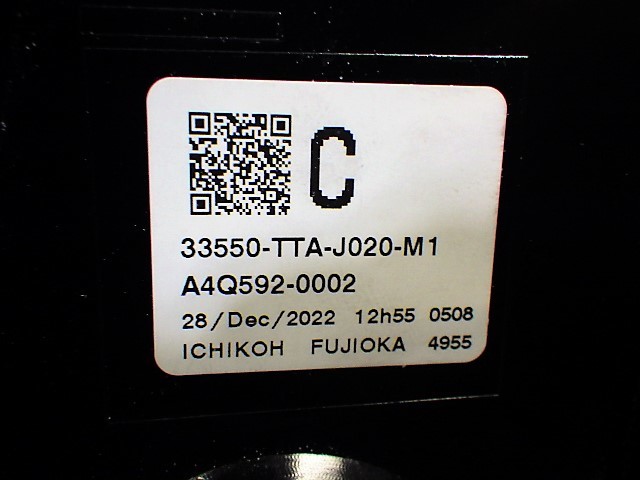 C
33550-TTA-J020-M1
A4Q592-0002
28/Dec/2022 12h55 0508
ICHIKOH FUJIOKA 4955